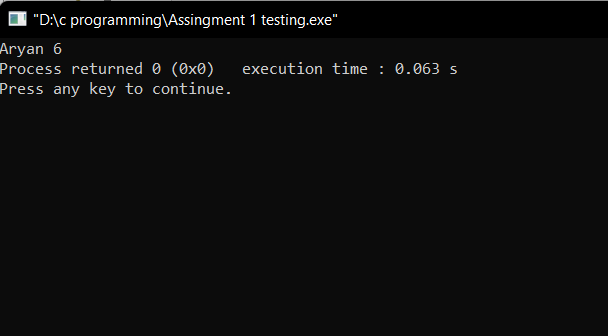 "D:\c programming\Assingment 1 testing.exe"
Aryan 6
Process returned 0 (0x0)   execution time : 0.063 s
Press any key to continue.